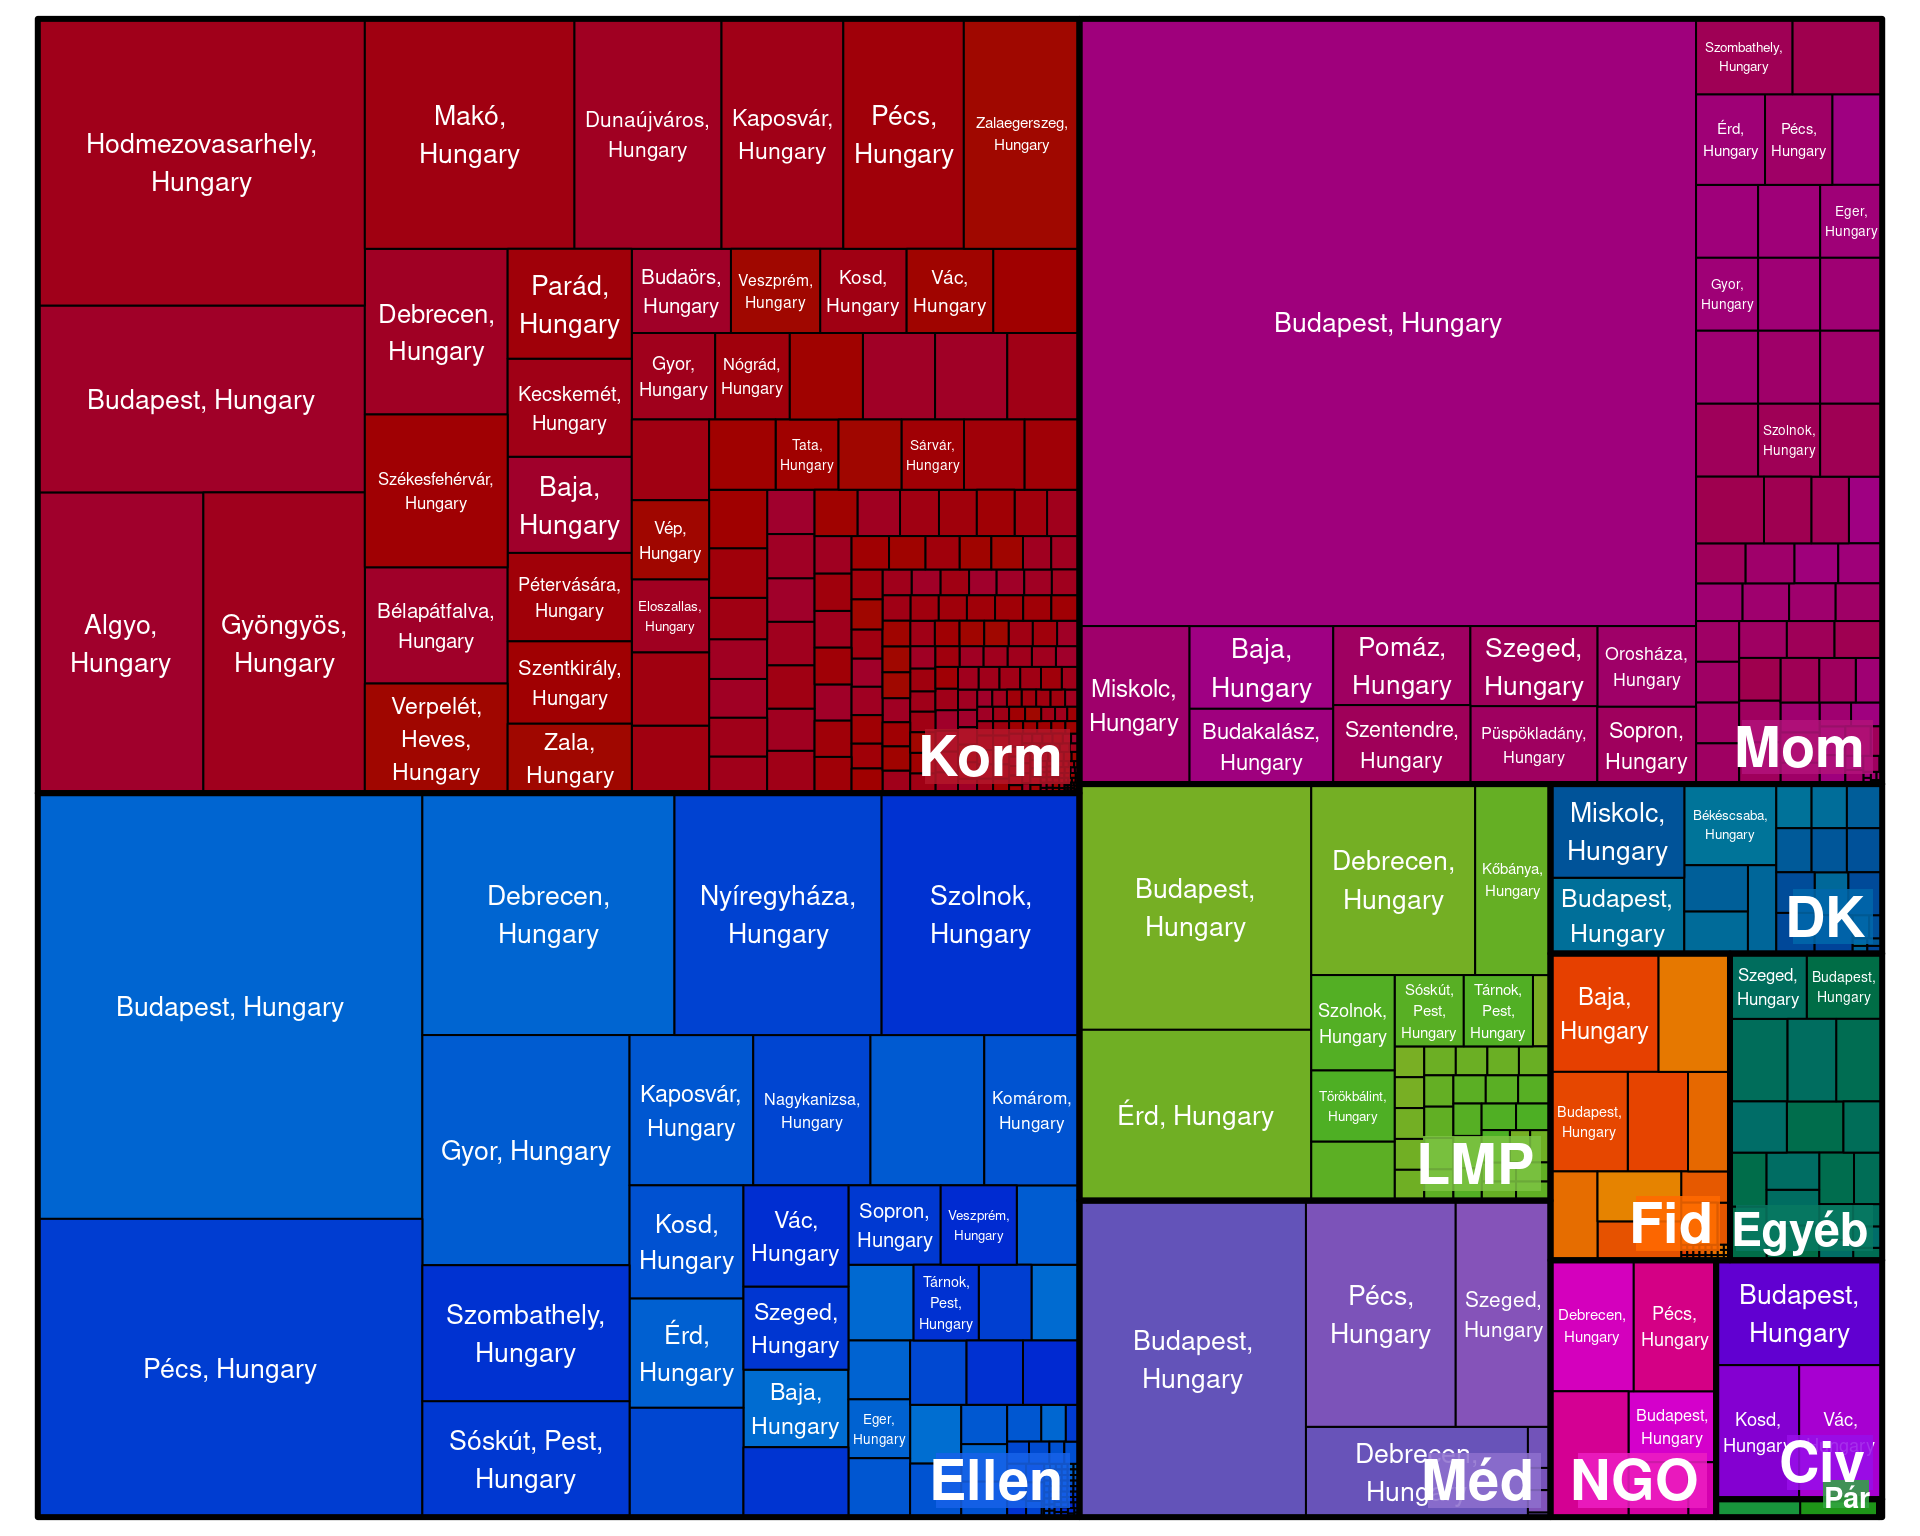 Hodmezovasarhely,
Hungary
Budapest, Hungary
Algyo,
Hungary
Gyöngyös,
Hungary
Makó,
Hungary
Dunaújváros,
Hungary
Kaposvár,
Hungary
Pécs,
Hungary
Zalaegerszeg,
Hungary
Debrecen,
Hungary
Székesfehérvár,
Hungary
Bélapátfalva,
Hungary
Verpelét,
Heves,
Hungary
Parád,
Hungary
Kecskemét,
Hungary
Baja,
Hungary
Pétervására,
Hungary
Szentkirály,
Hungary
Zala,
Hungary
Budaörs,
Hungary
Veszprém,
Hungary
Kosd,
Hungary
Vác,
Hungary
Gyor,
Hungary
Nógrád,
Hungary
Tata,
Hungary
Sárvár,
Hungary
Vép,
Hungary
Eloszallas,
Hungary
Korm
Budapest, Hungary
Miskolc,
Hungary
Baja,
Hungary
Budakalász,
Hungary
Pomáz,
Hungary
Szentendre,
Hungary
Szeged,
Hungary
Püspökladány,
Hungary
Orosháza,
Hungary
Sopron,
Hungary
Szombathely,
Hungary
Érd,
Hungary
Pécs,
Hungary
Eger,
Hungary
Gyor,
Hungary
Szolnok,
Hungary
Mom
Budapest, Hungary
Pécs, Hungary
Debrecen,
Hungary
Nyíregyháza,
Hungary
Szolnok,
Hungary
Gyor, Hungary
Szombathely,
Hungary
Sóskút, Pest,
Hungary
Kaposvár,
Hungary
Nagykanizsa,
Hungary
Komárom,
Hungary
Kosd,
Hungary
Érd,
Hungary
Vác,
Hungary
Szeged,
Hungary
Baja,
Hungary
Sopron,
Hungary
Veszprém,
Hungary
Tárnok,
Pest,
Hungary
Eger,
Hungary
Ellen
Budapest,
Hungary
Érd, Hungary
Debrecen,
Hungary
Kőbánya,
Hungary
Szolnok,
Hungary
Törökbálint,
Hungary
Sóskút,
Pest,
Hungary
Tárnok,
Pest,
Hungary
LMP
Budapest,
Hungary
Pécs,
Hungary
Szeged,
Hungary
Debrecen,
Hungary
Méd
Miskolc,
Hungary
Budapest,
Hungary
Békéscsaba,
Hungary
DK
Baja,
Hungary
Budapest,
Hungary
Fid
Szeged,
Hungary
Budapest,
Hungary
Egyéb
Debrecen,
Hungary
Pécs,
Hungary
Budapest,
Hungary
NGO
Budapest,
Hungary
Kosd,
Hungary
Vác,
Hungary
Civ
Pár